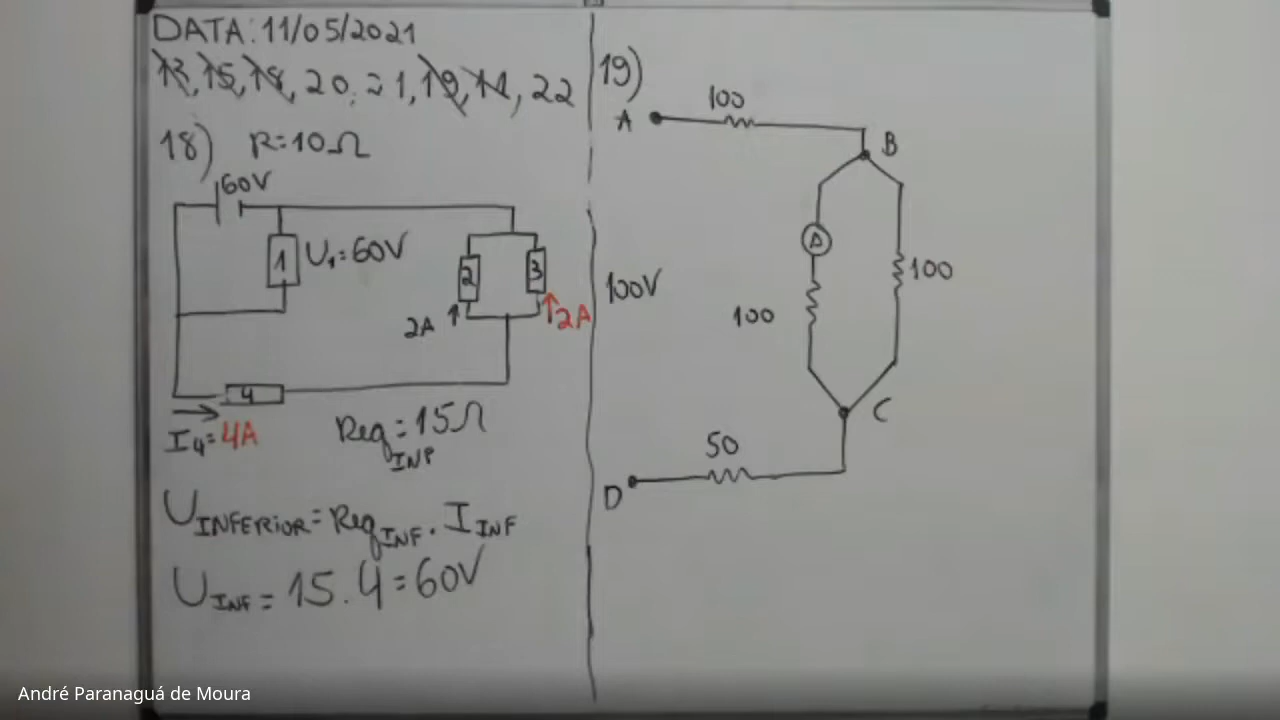 DATA: 11/05/2021
13, 15, 18, 20, 21, 19, 11, 22
18) R=10Ω
60V
1 U₁=60V
2 3
2A 2A
4
I₄=4A
Req INF=15Ω
UINFERIOR=ReqINF.IINF
UINF=15.4=60V
19)
A 100
B
A
100V 100
100
C
50
D
André Paranaguá de Moura